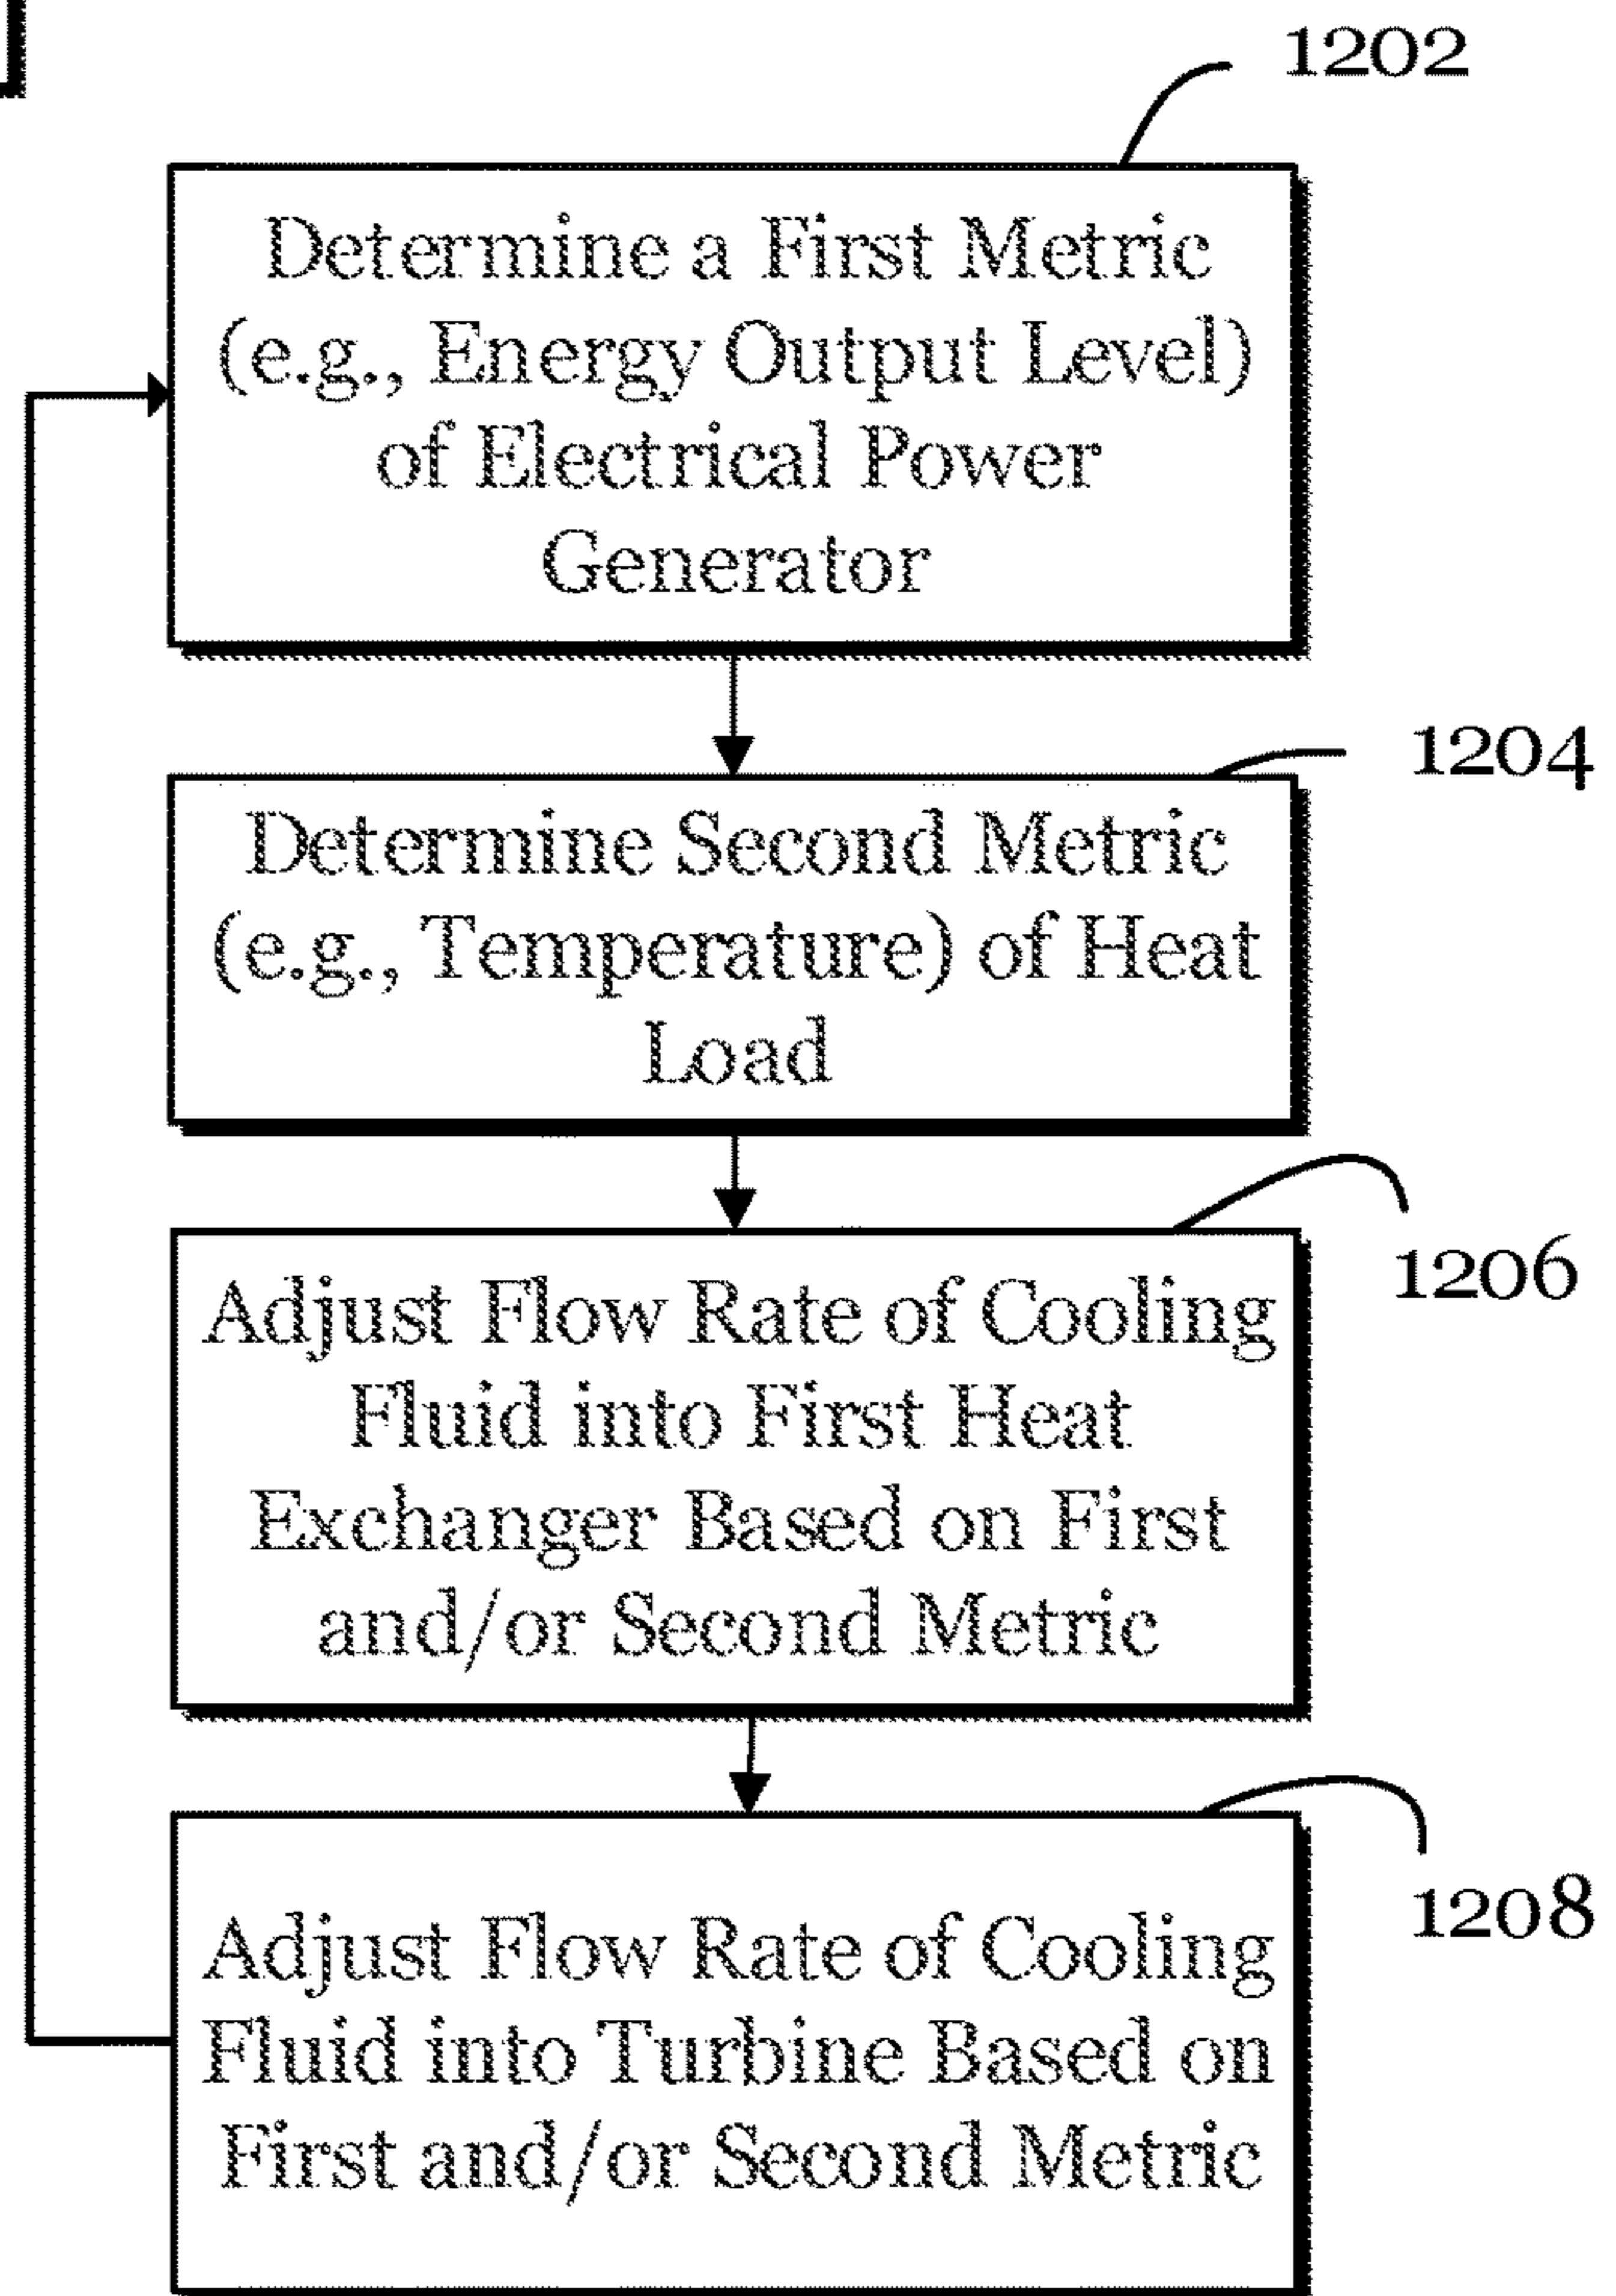 1202
Determine a First Metric
(e.g., Energy Output Level)
of Electrical Power
Generator
1204
Determine Second Metric
(e.g., Temperature) of Heat
Load
1206
Adjust Flow Rate of Cooling
Fluid into First Heat
Exchanger Based on First
and/or Second Metric
1208
Adjust Flow Rate of Cooling
Fluid into Turbine Based on
First and/or Second Metric